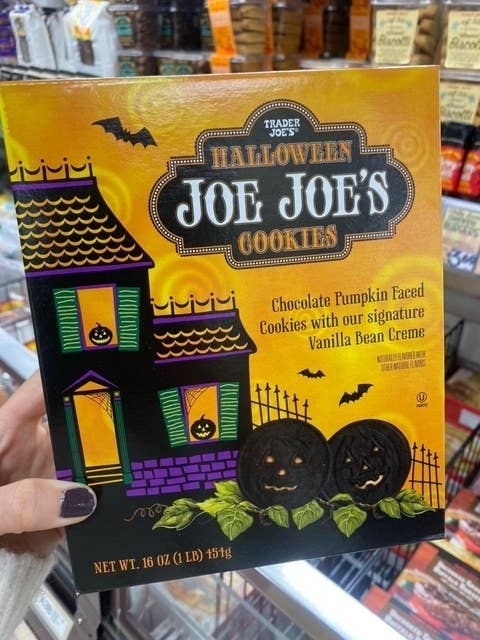 TRADER
JOE'S®
HALLOWEEN
JOE JOE'S
COOKIES
Chocolate Pumpkin Faced
Cookies with our signature
Vanilla Bean Creme
NATURALLY FLAVORED WITH
OTHER NATURAL FLAVORS
U
NET WT. 16 OZ (1 LB) 454g